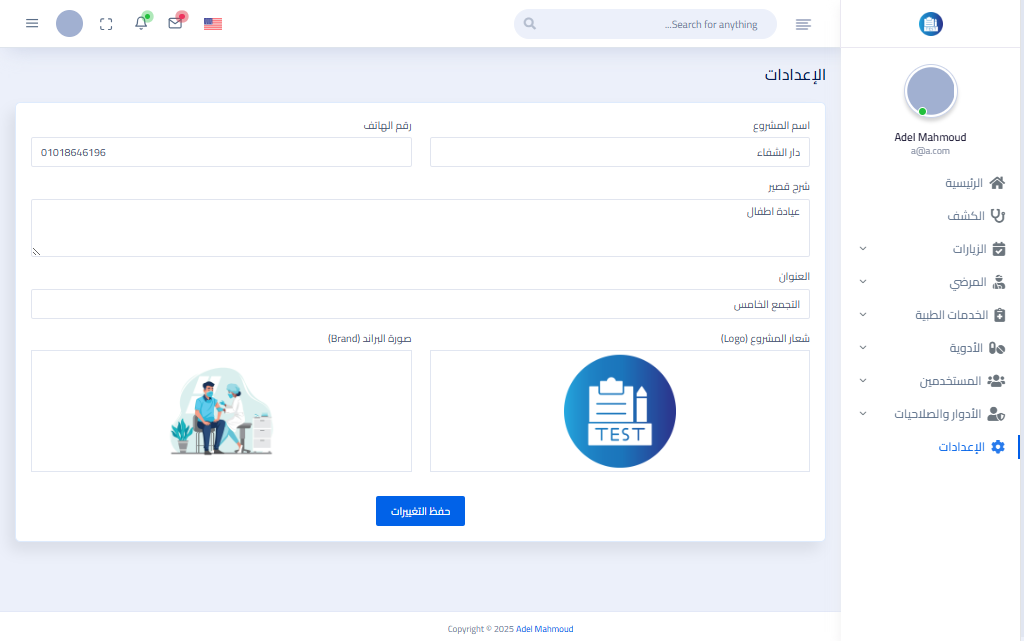 Search for anything...
Adel Mahmoud
a@a.com
الرئيسية
الكشف
الزيارات
المرضي
الخدمات الطبية
الأدوية
المستخدمين
الأدوار والصلاحيات
الإعدادات
الإعدادات
اسم المشروع
دار الشفاء
رقم الهاتف
01018646196
شرح قصير
عيادة اطفال
العنوان
التجمع الخامس
شعار المشروع (Logo)
TEST
صورة البراند (Brand)
حفظ التغييرات
Copyright © 2025 Adel Mahmoud